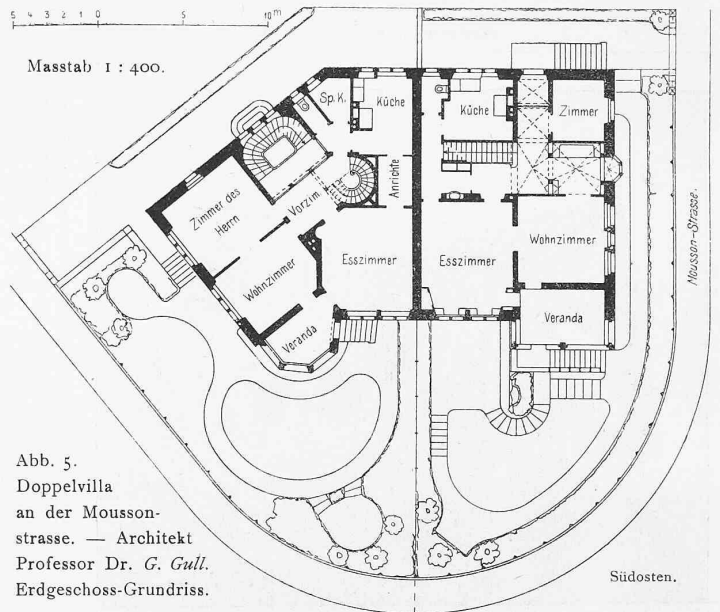 5 4 3 2 1 0 5 10 m
Masstab 1 : 400.
Sp. K.
Küche
Küche
Zimmer
Anrichte
Zimmer des
Herrn
Vorzim.
Wohnzimmer
Esszimmer
Esszimmer
Wohnzimmer
Veranda
Veranda
Mousson-Strasse.
Abb. 5.
Doppelvilla
an der Mousson-
strasse. — Architekt
Professor Dr. G. Gull.
Erdgeschoss-Grundriss.
Südosten.